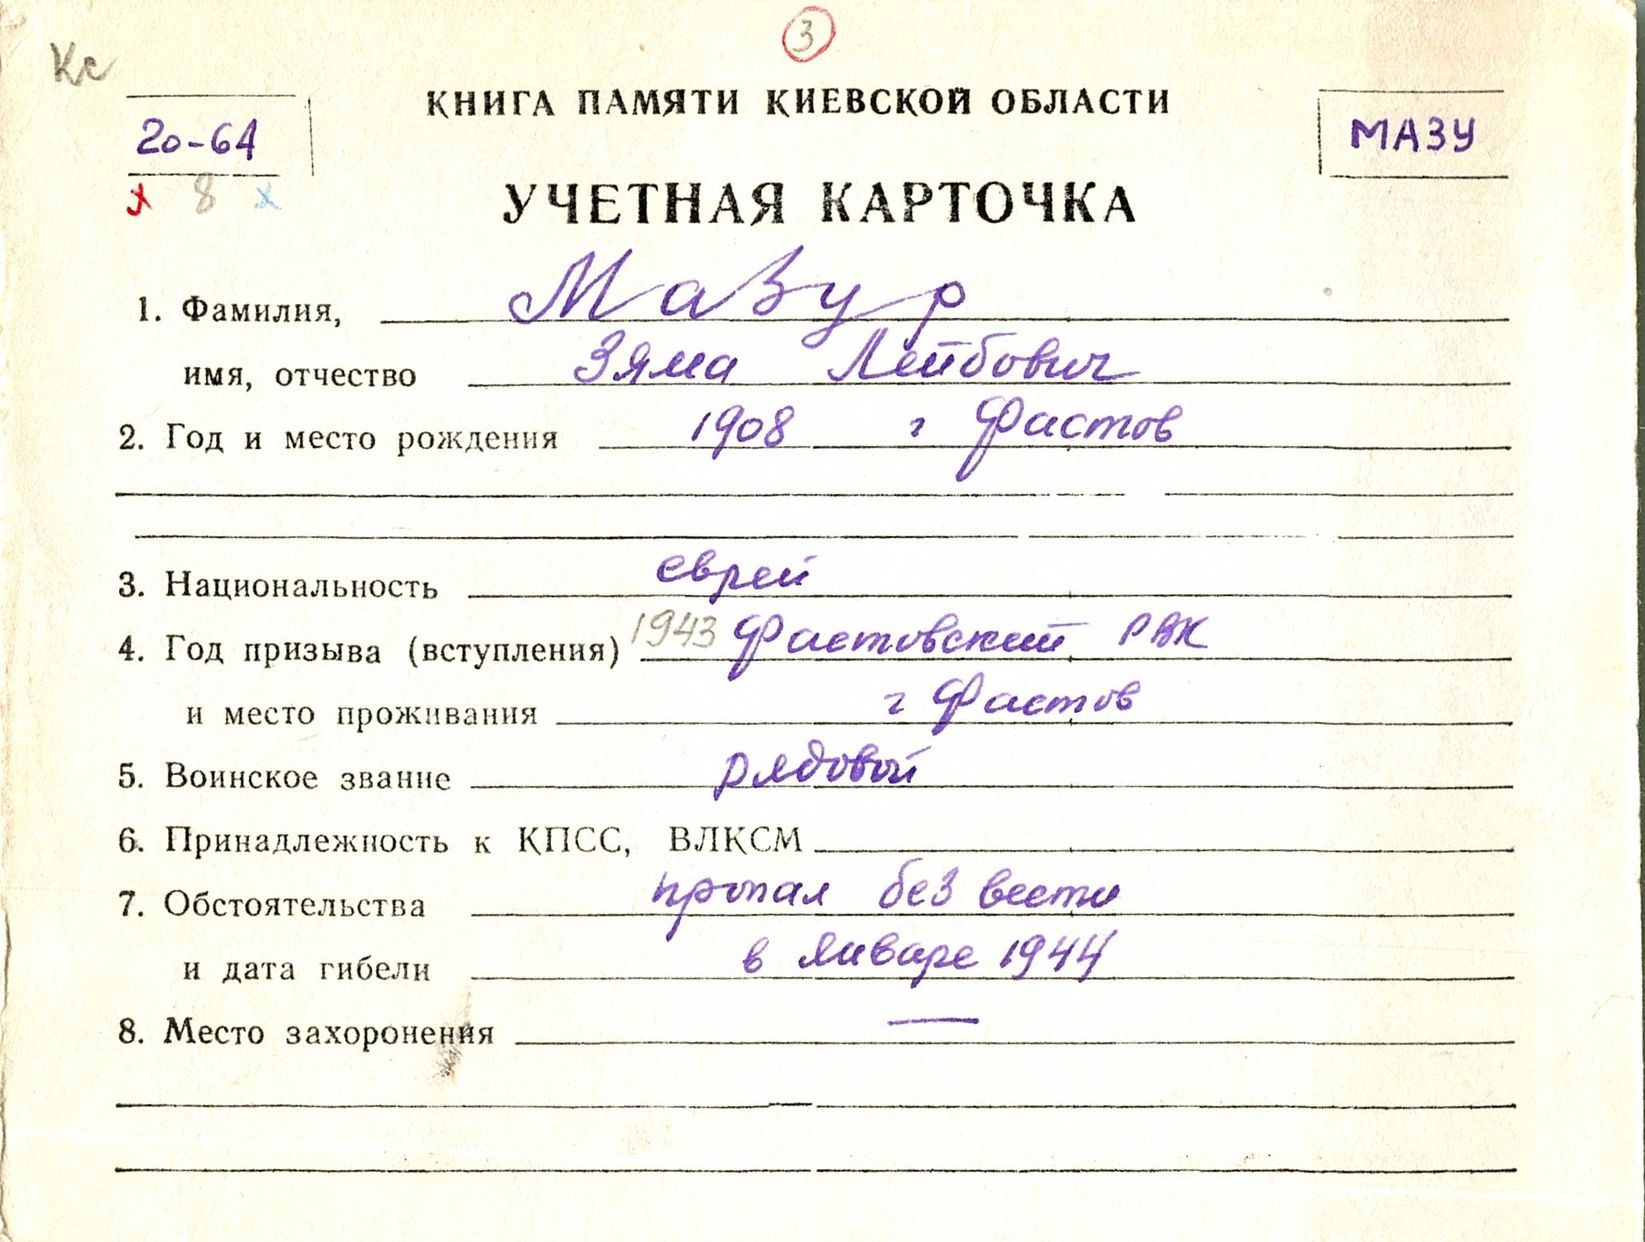 3
Кс
КНИГА ПАМЯТИ КИЕВСКОЙ ОБЛАСТИ
20-64
МАЗУ
х 8 х
УЧЕТНАЯ КАРТОЧКА
1. Фамилия, Мазур
имя, отчество Зяма Лейбович
2. Год и место рождения 1908 г Фастов
3. Национальность еврей
4. Год призыва (вступления) 1943 Фастовский РВК
и место проживания г Фастов
5. Воинское звание рядовой
6. Принадлежность к КПСС, ВЛКСМ
7. Обстоятельства пропал без вести
и дата гибели в январе 1944
8. Место захоронения —